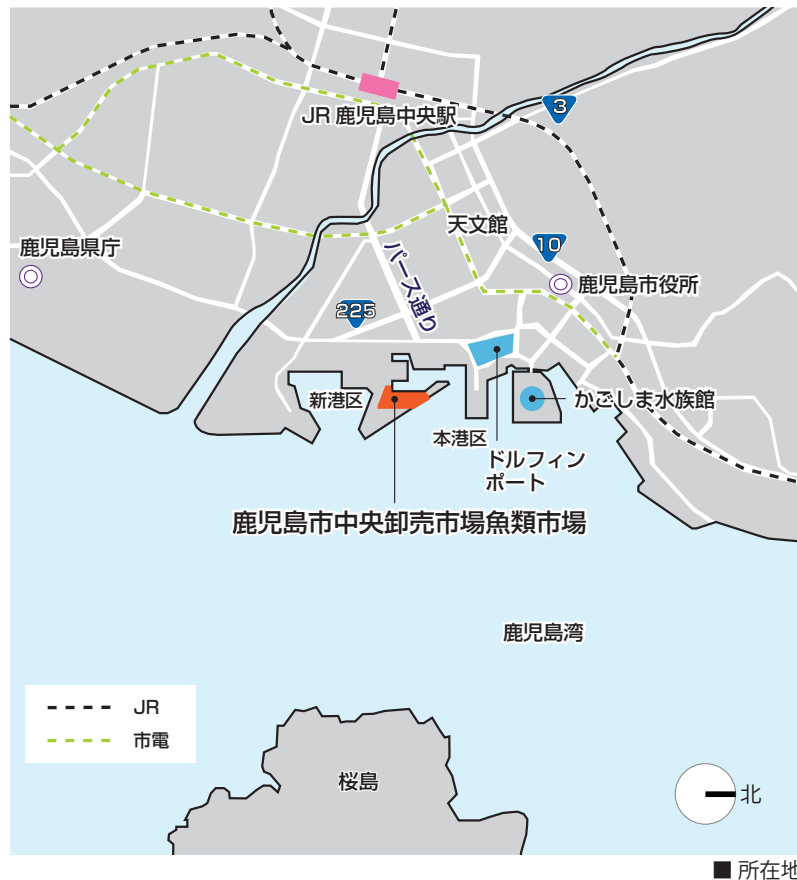 JR 鹿児島中央駅
3
天文館
10
鹿児島県庁
鹿児島市役所
パース通り
225
新港区
かごしま水族館
本港区
ドルフィン
ポート
鹿児島市中央卸売市場魚類市場
鹿児島湾
JR
市電
桜島
北
■ 所在地